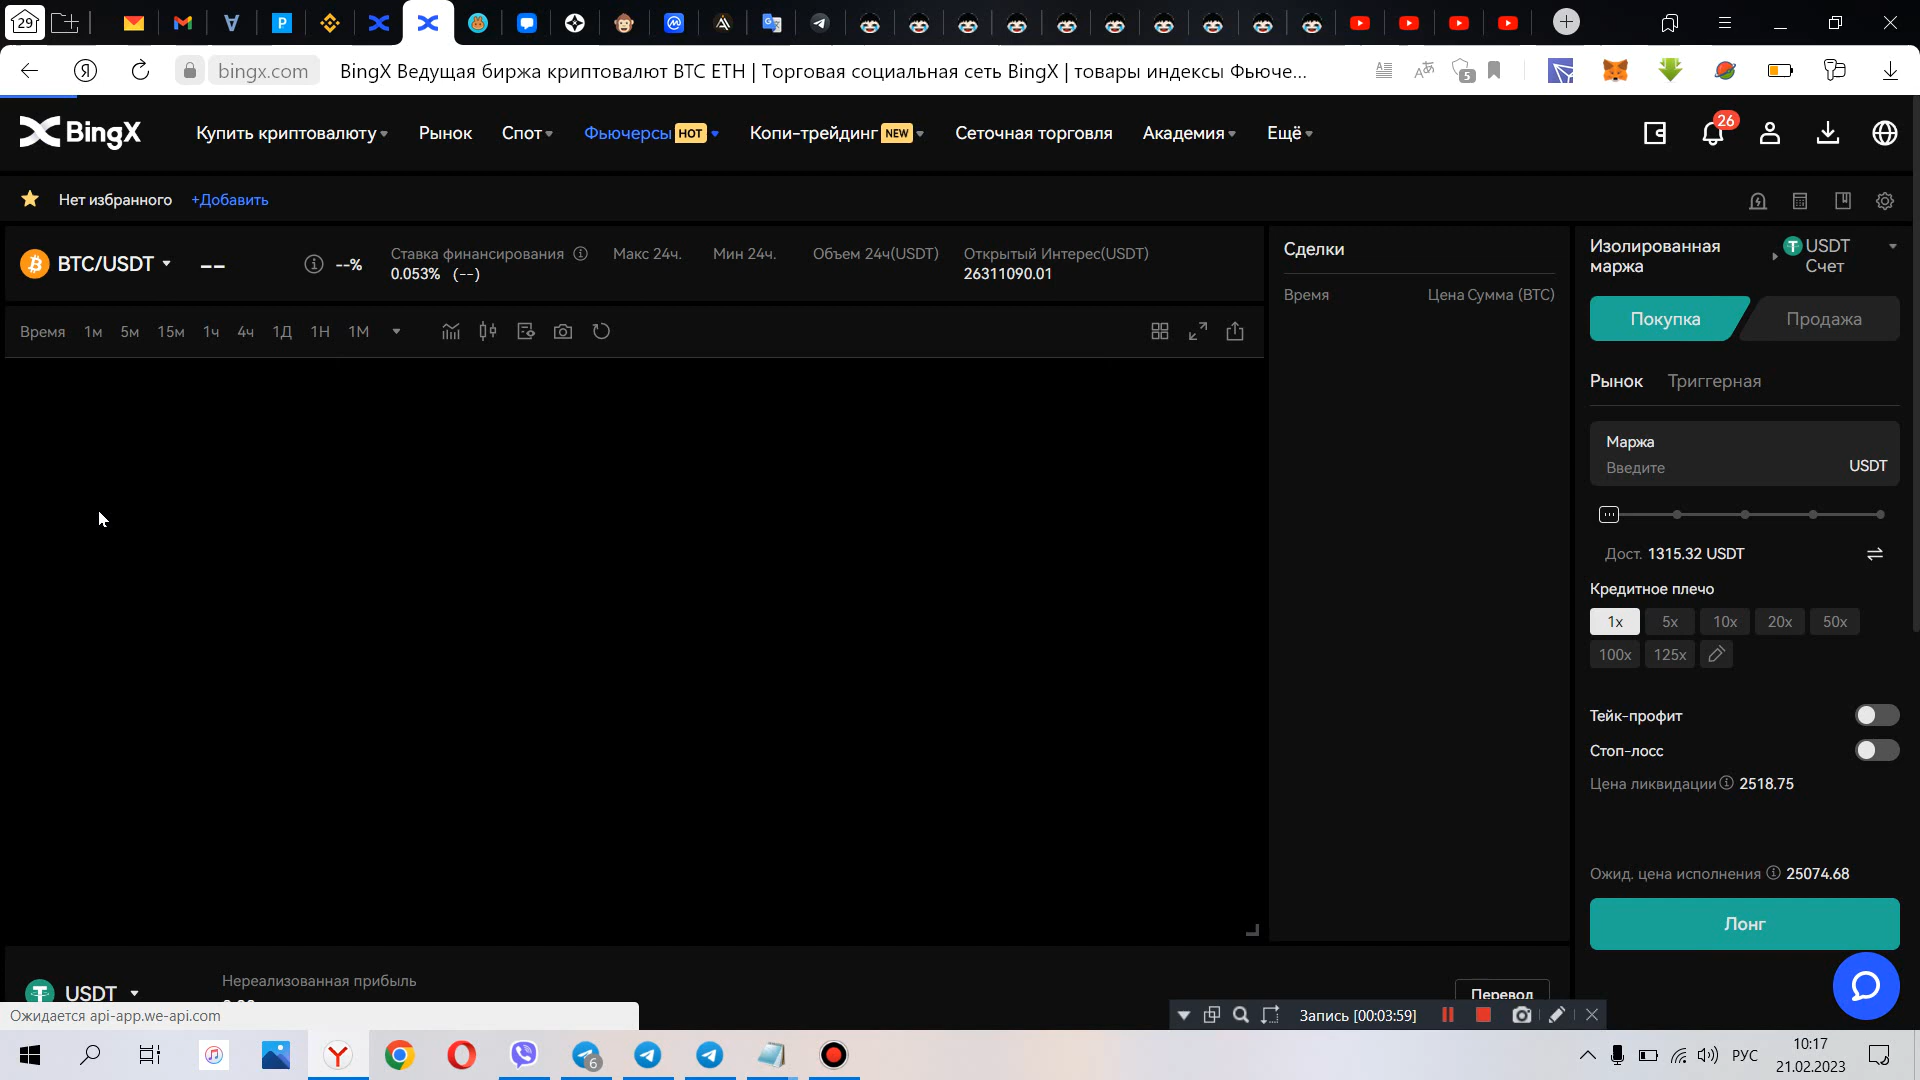 29
bingx.com
BingX Ведущая биржа криптовалют BTC ETH | Торговая социальная сеть BingX | товары индексы Фьюче...
5
BingX
Купить криптовалюту
Рынок
Спот
Фьючерсы HOT
Копи-трейдинг NEW
Сеточная торговля
Академия
Ещё
26
Нет избранного
+Добавить
BTC/USDT
--
--%
Ставка финансирования
0.053% (--)
Макс 24ч.
Мин 24ч.
Объем 24ч(USDT)
Открытый Интерес(USDT)
26311090.01
Время 1м 5м 15м 1ч 4ч 1Д 1Н 1М
Сделки
Время
Цена Сумма (BTC)
Изолированная
маржа
USDT
Счет
Покупка
Продажа
Рынок
Триггерная
Маржа
Введите
USDT
Дост. 1315.32 USDT
Кредитное плечо
1x 5x 10x 20x 50x
100x 125x
Тейк-профит
Стоп-лосс
Цена ликвидации 2518.75
Ожид. цена исполнения 25074.68
Лонг
USDT
Нереализованная прибыль
Перевод
Ожидается api-app.we-api.com
Запись [00:03:59]
6
РУС
10:17
21.02.2023